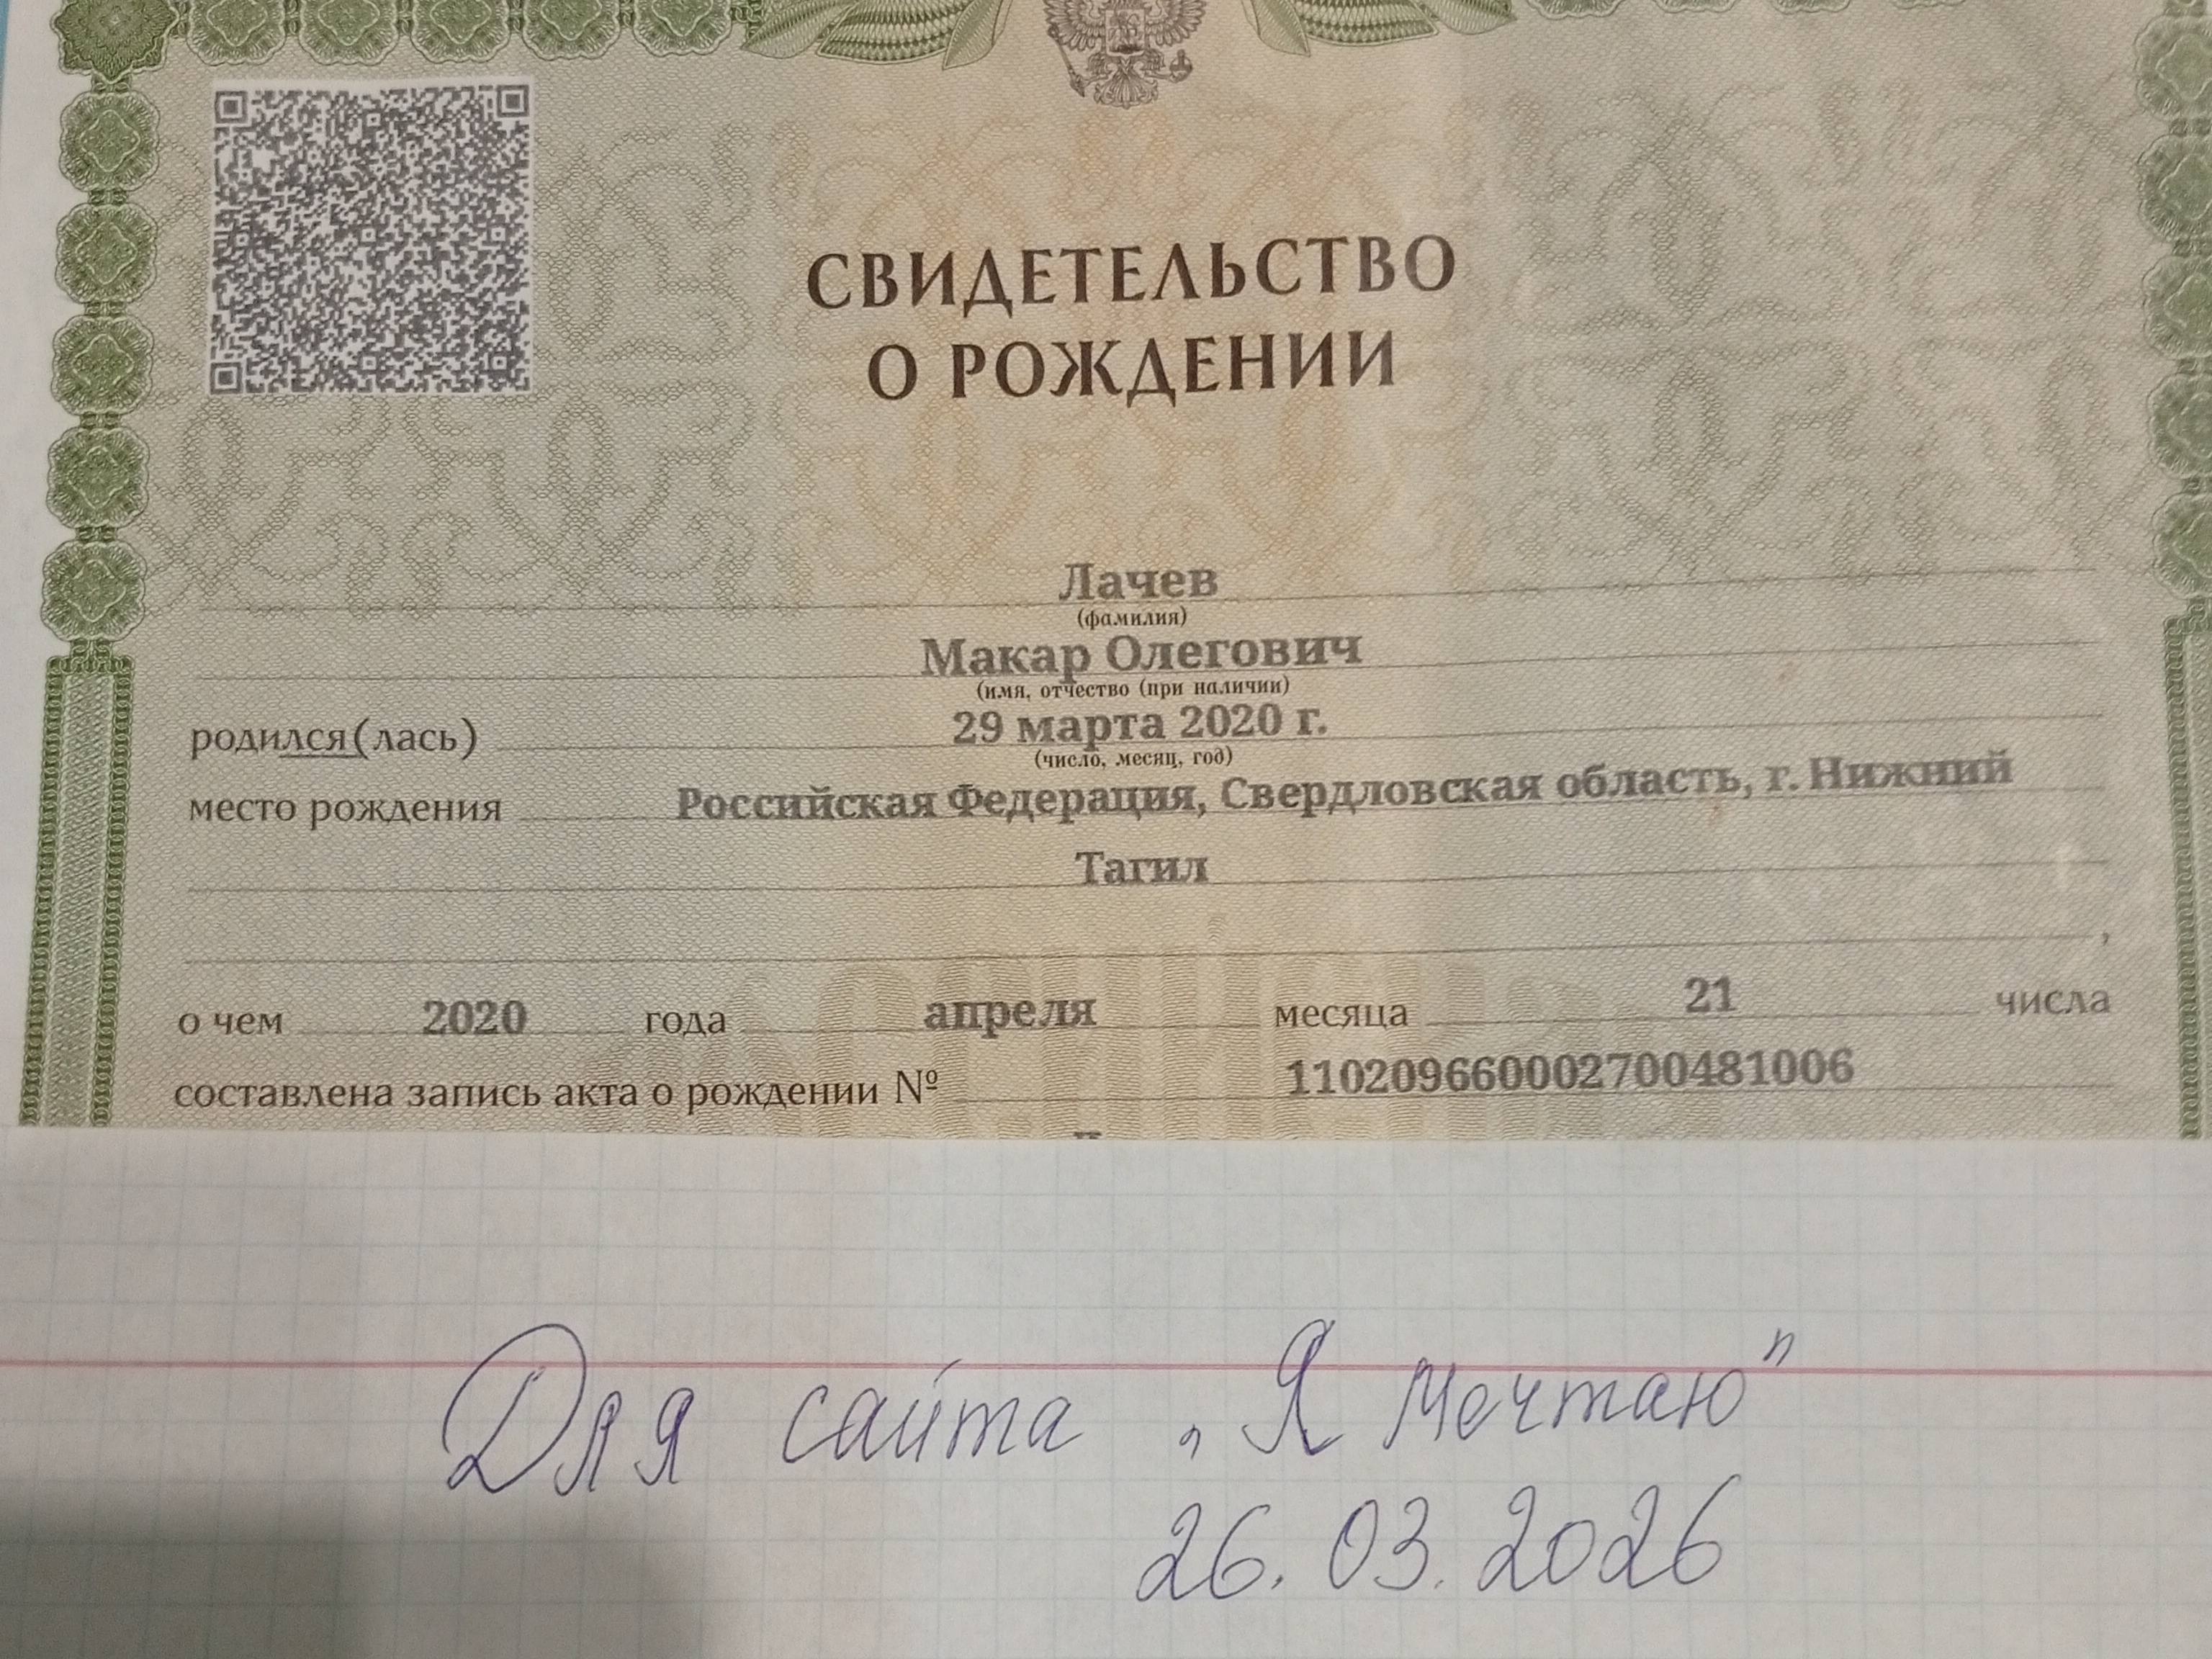 СВИДЕТЕЛЬСТВО
О РОЖДЕНИИ
Лачев
(фамилия)
Макар Олегович
(имя, отчество (при наличии)
родился(лась) 29 марта 2020 г.
(число, месяц, год)
место рождения Российская Федерация, Свердловская область, г. Нижний
Тагил
,
о чем 2020 года апреля месяца 21 числа
составлена запись акта о рождении № 110209660002700481006
Для сайта „Я мечтаю"
26.03.2026